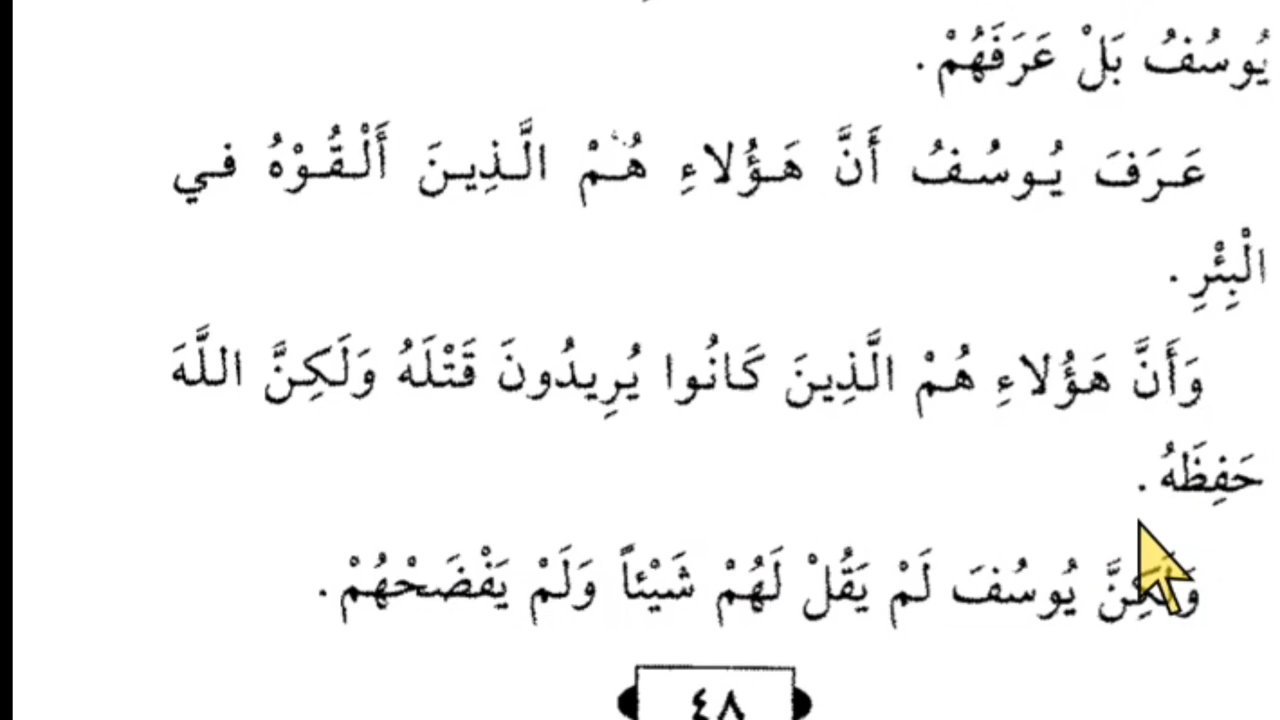 يُوسُفُ بَلْ عَرَفَهُمْ .
عَرَفَ يُوسُفُ أَنَّ هَؤُلاءِ هُمْ الَّذِينَ أَلْقُوْهُ في
الْبِئْرِ .
وَأَنَّ هَؤُلاءِ هُمْ الَّذِينَ كَانُوا يُرِيدُونَ قَتْلَهُ وَلَكِنَّ اللَّهَ
حَفِظَهُ .
وَلَكِنَّ يُوسُفَ لَمْ يَقُلْ لَهُمْ شَيْئاً وَلَمْ يَفْضَحْهُمْ .
٤٨